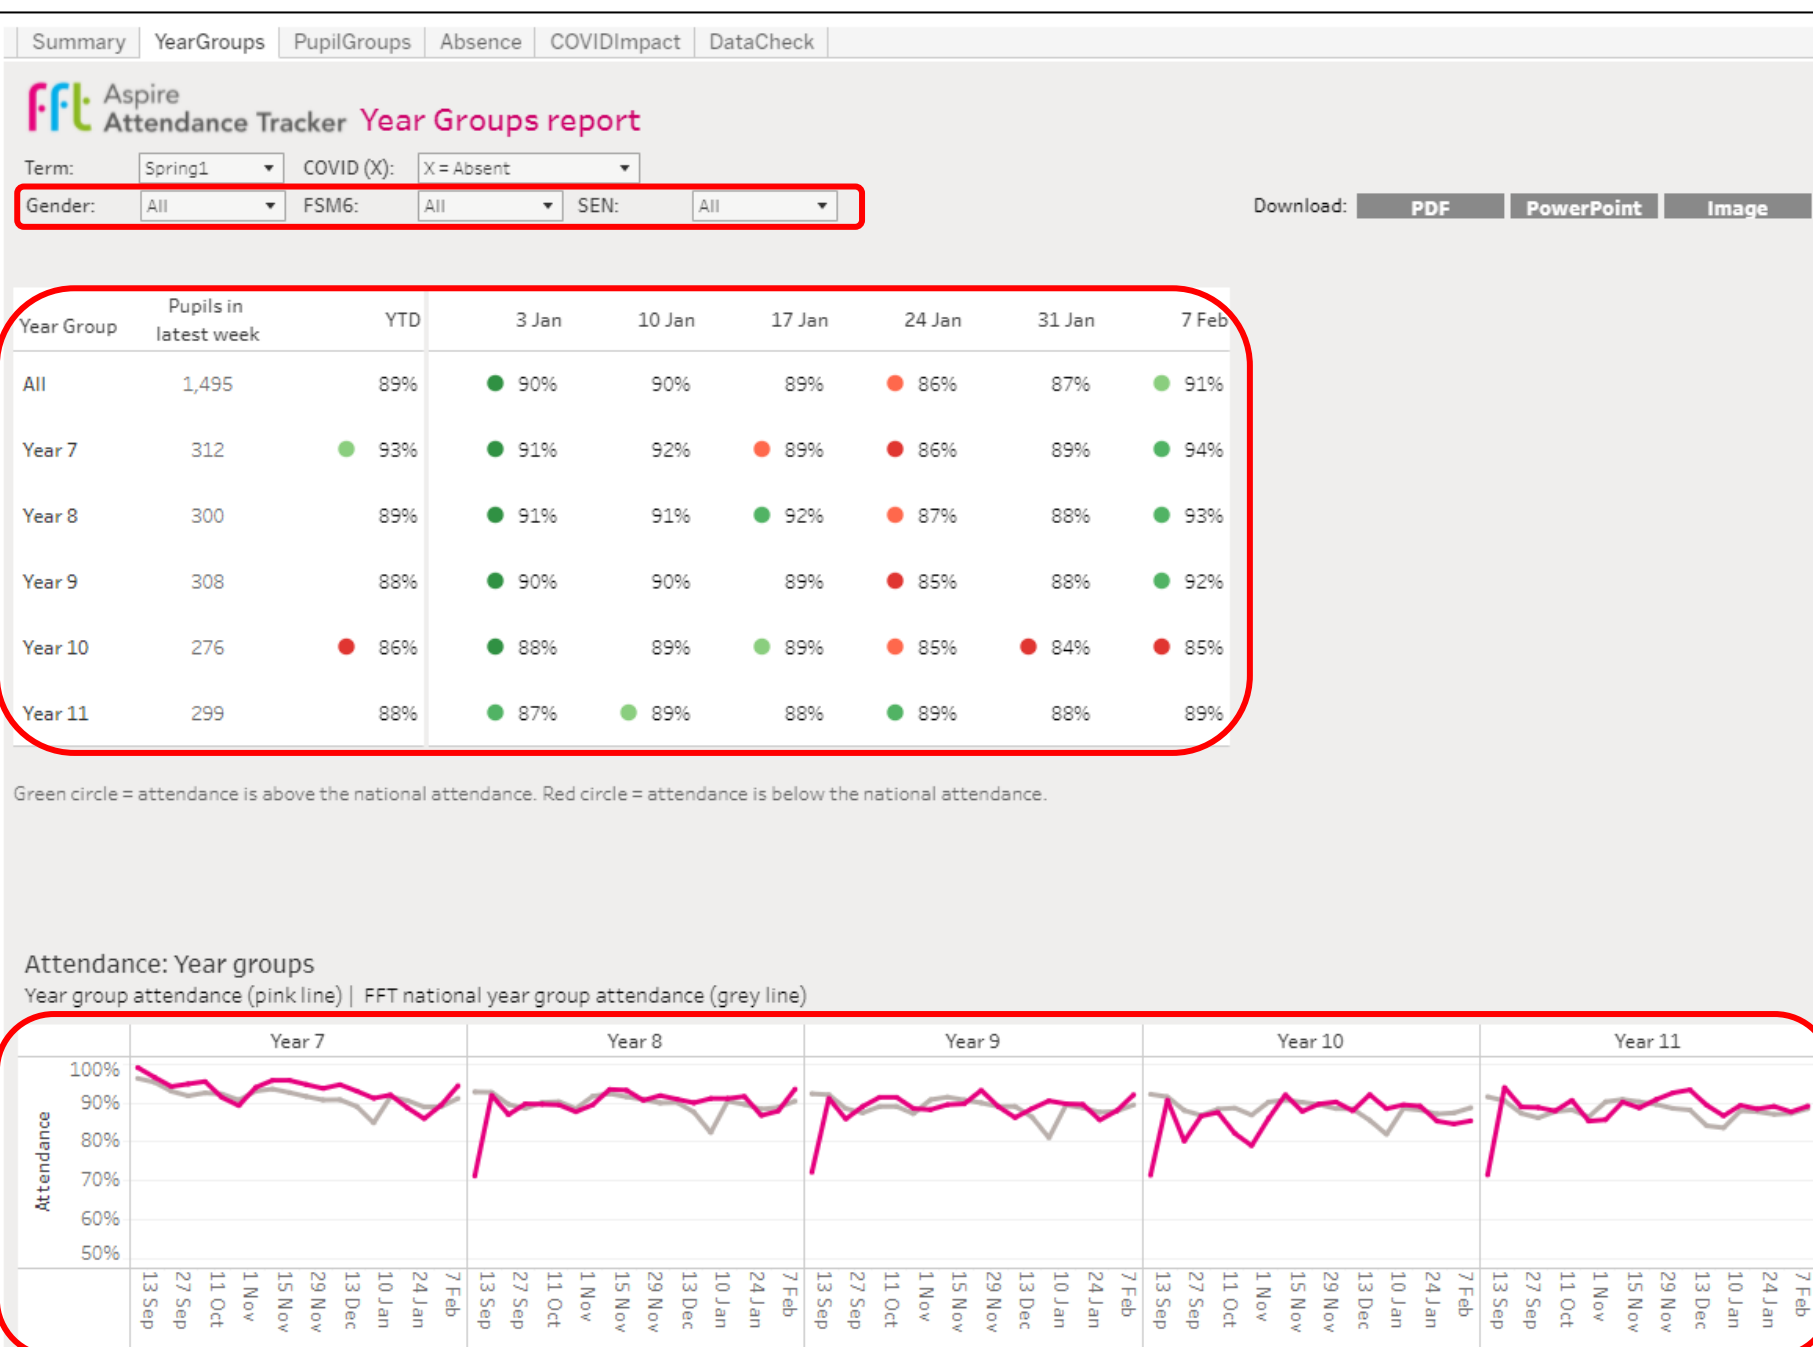 Summary YearGroups PupilGroups Absence COVIDImpact DataCheck
fft Aspire
Attendance Tracker Year Groups report
Term: Spring1 COVID (X): X = Absent
Gender: All FSM6: All SEN: All Download: PDF PowerPoint Image
Year Group Pupils in latest week YTD 3 Jan 10 Jan 17 Jan 24 Jan 31 Jan 7 Feb
All 1,495 89% 90% 90% 89% 86% 87% 91%
Year 7 312 93% 91% 92% 89% 86% 89% 94%
Year 8 300 89% 91% 91% 92% 87% 88% 93%
Year 9 308 88% 90% 90% 89% 85% 88% 92%
Year 10 276 86% 88% 89% 89% 85% 84% 85%
Year 11 299 88% 87% 89% 88% 89% 88% 89%
Green circle = attendance is above the national attendance. Red circle = attendance is below the national attendance.
Attendance: Year groups
Year group attendance (pink line) | FFT national year group attendance (grey line)
Year 7 Year 8 Year 9 Year 10 Year 11
Attendance
100%
90%
80%
70%
60%
50%
13 Sep 27 Sep 11 Oct 1 Nov 15 Nov 29 Nov 13 Dec 10 Jan 24 Jan 7 Feb 13 Sep 27 Sep 11 Oct 1 Nov 15 Nov 29 Nov 13 Dec 10 Jan 24 Jan 7 Feb 13 Sep 27 Sep 11 Oct 1 Nov 15 Nov 29 Nov 13 Dec 10 Jan 24 Jan 7 Feb 13 Sep 27 Sep 11 Oct 1 Nov 15 Nov 29 Nov 13 Dec 10 Jan 24 Jan 7 Feb 13 Sep 27 Sep 11 Oct 1 Nov 15 Nov 29 Nov 13 Dec 10 Jan 24 Jan 7 Feb